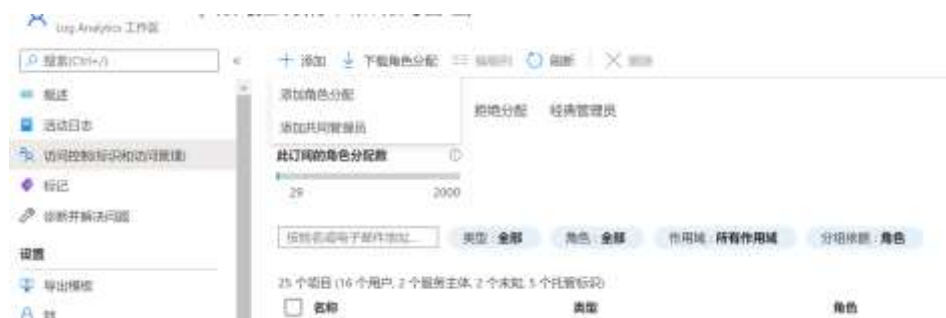 Log Analytics 工作区
搜索(Ctrl+/)
«
添加
下载角色分配
刷新
删除
概述
活动日志
访问控制(标识和访问管理)
标记
诊断并解决问题
设置
导出模板
添加角色分配
添加共同管理员
拒绝分配
经典管理员
此订阅的角色分配数
29
2000
按姓名或电子邮件地址...
类型 : 全部
角色 : 全部
作用域 : 所有作用域
分组依据 : 角色
25 个项目 (16 个用户, 2 个服务主体, 2 个未知, 5 个托管标识)
名称
类型
角色